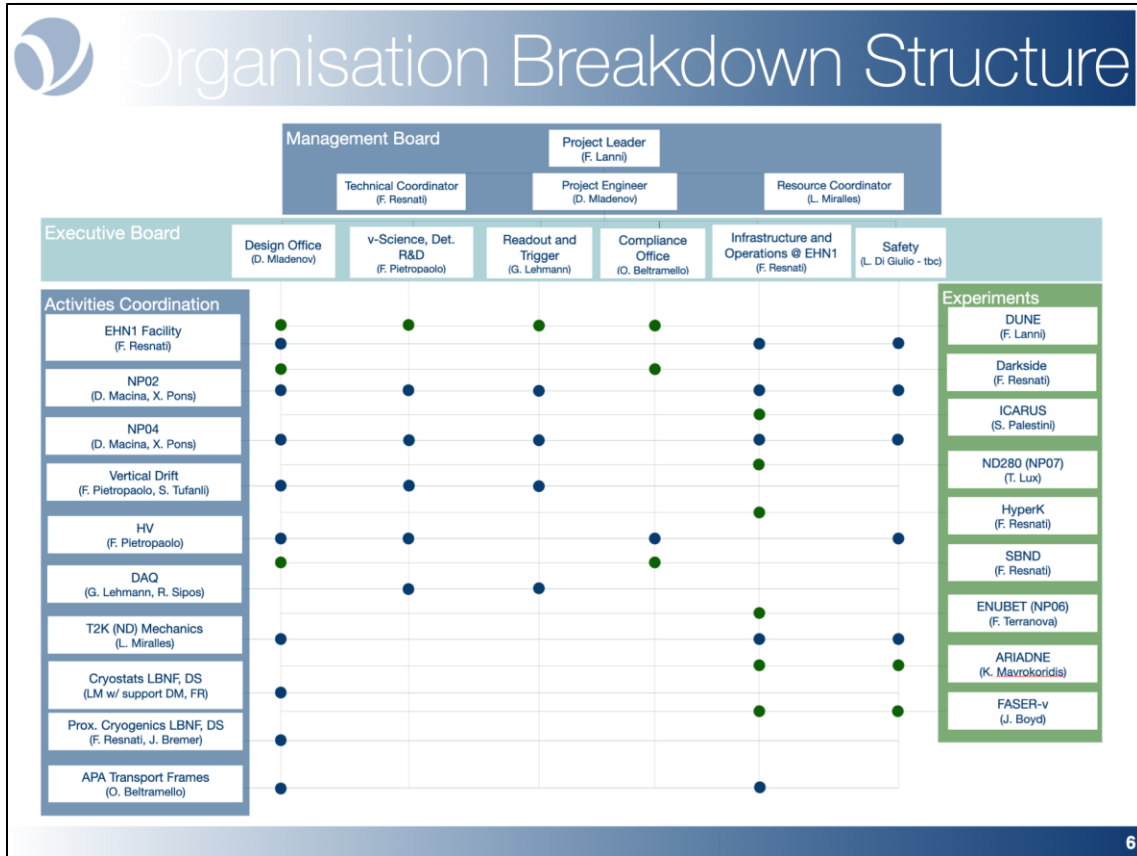 Organisation Breakdown Structure
Management Board
Project Leader
(F. Lanni)
Technical Coordinator
(F. Resnati)
Project Engineer
(D. Mladenov)
Resource Coordinator
(L. Miralles)
Executive Board
Design Office
(D. Mladenov)
v-Science, Det.
R&D
(F. Pietropaolo)
Readout and
Trigger
(G. Lehmann)
Compliance
Office
(O. Beltramello)
Infrastructure and
Operations @ EHN1
(F. Resnati)
Safety
(L. Di Giulio - tbc)
Activities Coordination
EHN1 Facility
(F. Resnati)
NP02
(D. Macina, X. Pons)
NP04
(D. Macina, X. Pons)
Vertical Drift
(F. Pietropaolo, S. Tufanli)
HV
(F. Pietropaolo)
DAQ
(G. Lehmann, R. Sipos)
T2K (ND) Mechanics
(L. Miralles)
Cryostats LBNF, DS
(LM w/ support DM, FR)
Prox. Cryogenics LBNF, DS
(F. Resnati, J. Bremer)
APA Transport Frames
(O. Beltramello)
Experiments
DUNE
(F. Lanni)
Darkside
(F. Resnati)
ICARUS
(S. Palestini)
ND280 (NP07)
(T. Lux)
HyperK
(F. Resnati)
SBND
(F. Resnati)
ENUBET (NP06)
(F. Terranova)
ARIADNE
(K. Mavrokoridis)
FASER-v
(J. Boyd)
6